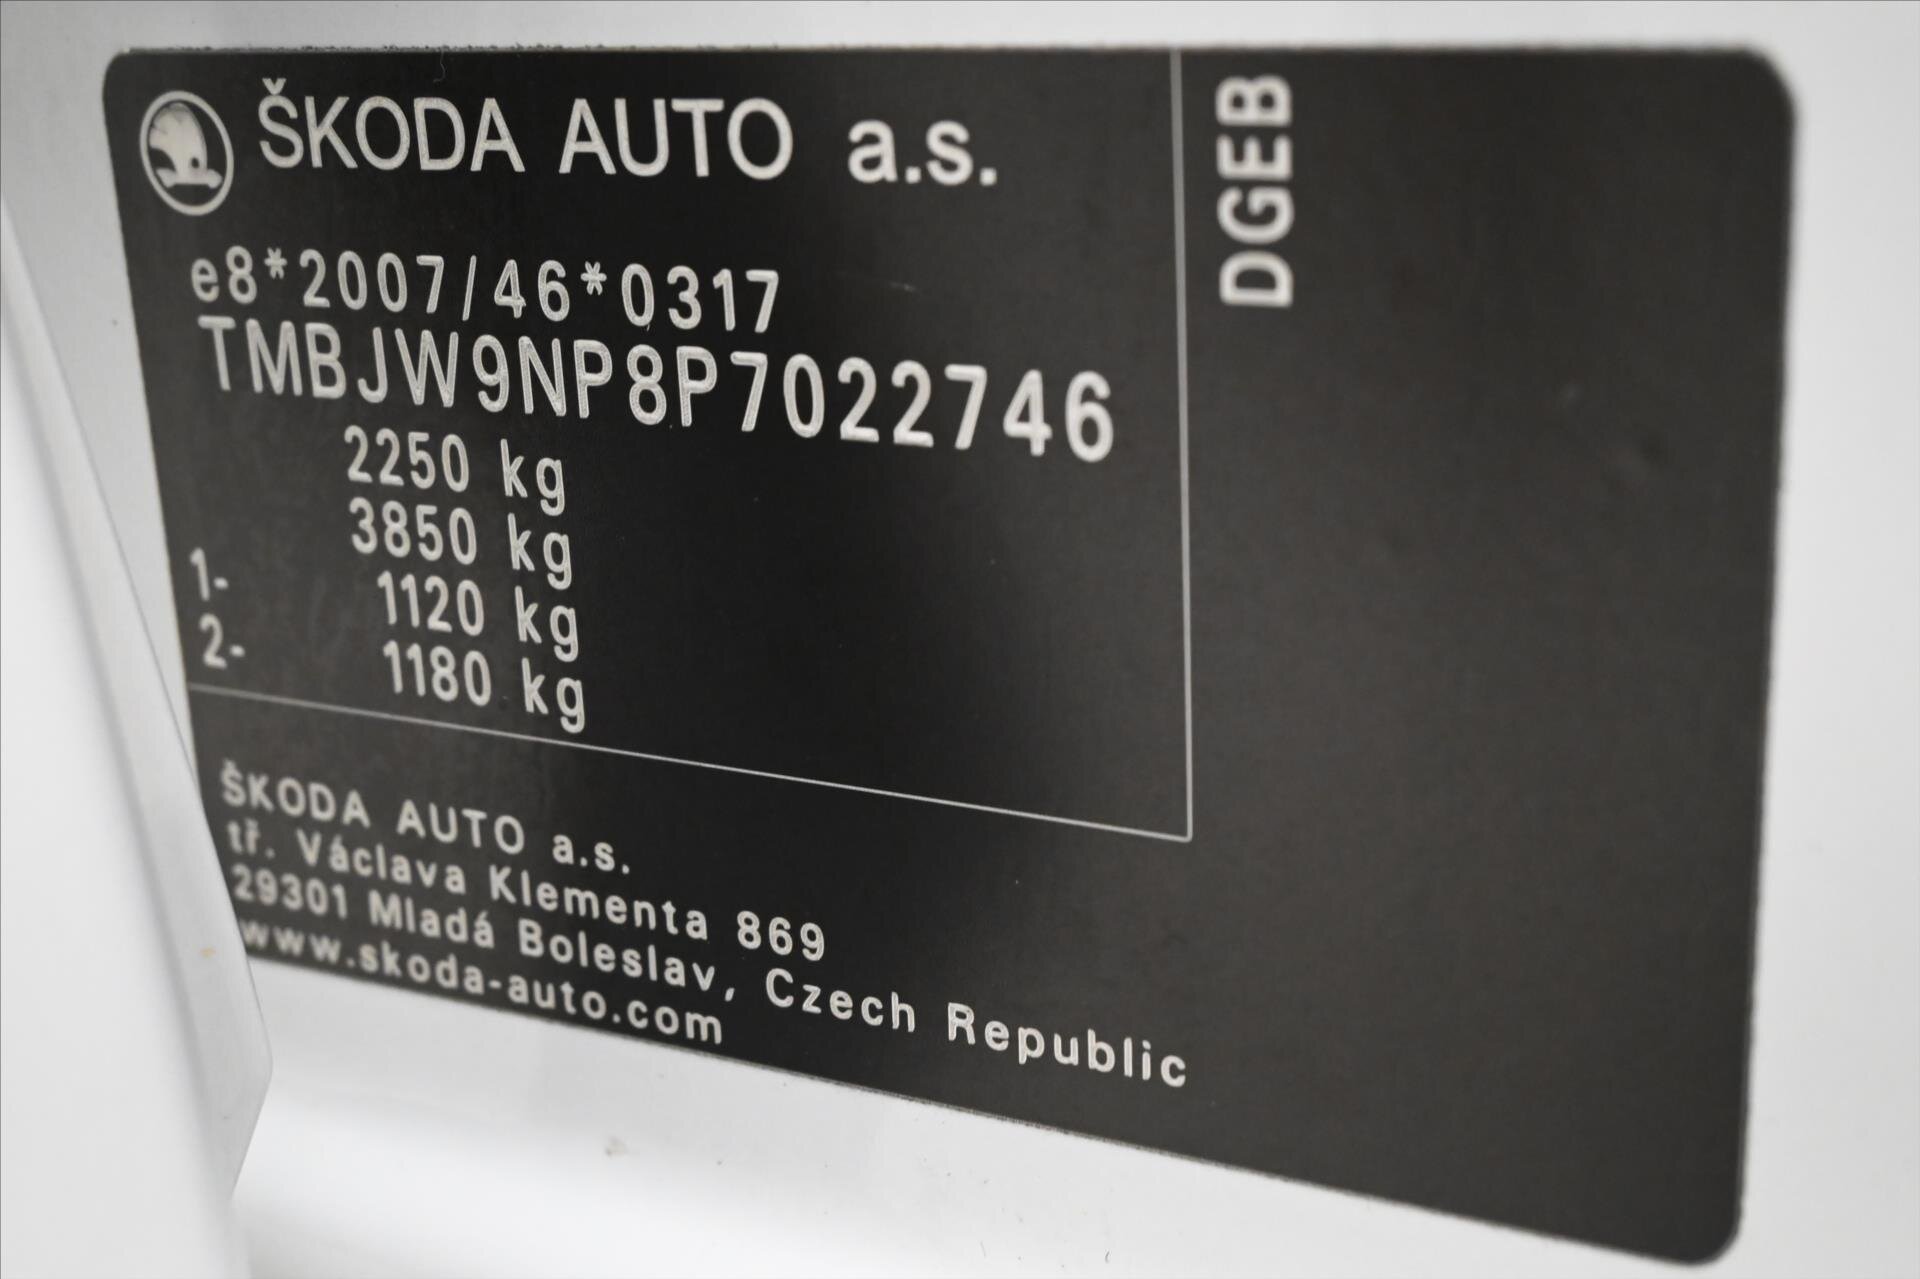 ŠKODA AUTO a.s.
e8*2007/46*0317
TMBJW9NP8P7022746
2250 kg
3850 kg
1- 1120 kg
2- 1180 kg
DGEB
ŠKODA AUTO a.s.
tř. Václava Klementa 869
29301 Mladá Boleslav, Czech Republic
www.skoda-auto.com